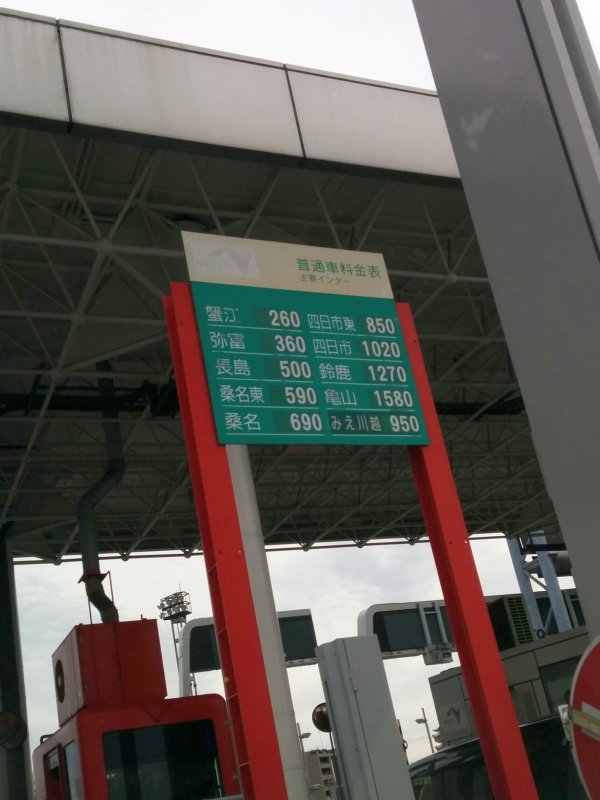 普通車料金表
主要インター
蟹江 260 四日市東 850
弥富 360 四日市 1020
長島 500 鈴鹿 1270
桑名東 590 亀山 1580
桑名 690 みえ川越 950